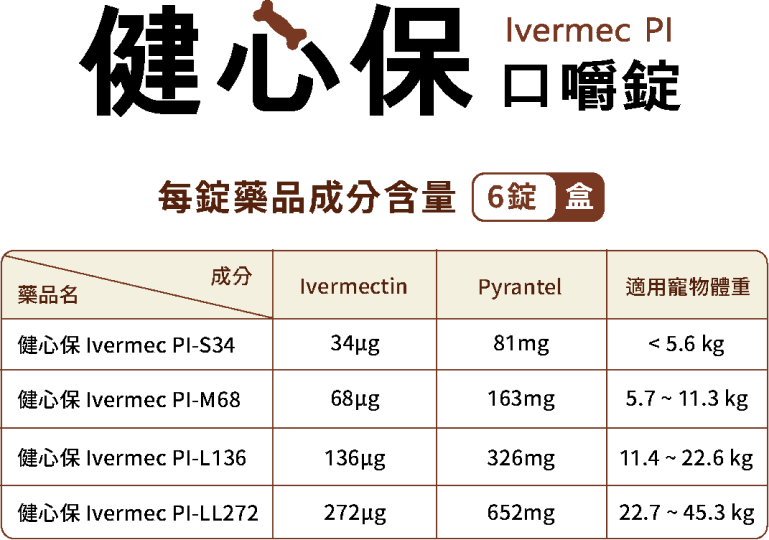 健心保 Ivermec PI
口嚼錠
每錠藥品成分含量 6錠 盒
成分
藥品名 Ivermectin Pyrantel 適用寵物體重
健心保 Ivermec PI-S34 34μg 81mg < 5.6 kg
健心保 Ivermec PI-M68 68μg 163mg 5.7 ~ 11.3 kg
健心保 Ivermec PI-L136 136μg 326mg 11.4 ~ 22.6 kg
健心保 Ivermec PI-LL272 272μg 652mg 22.7 ~ 45.3 kg